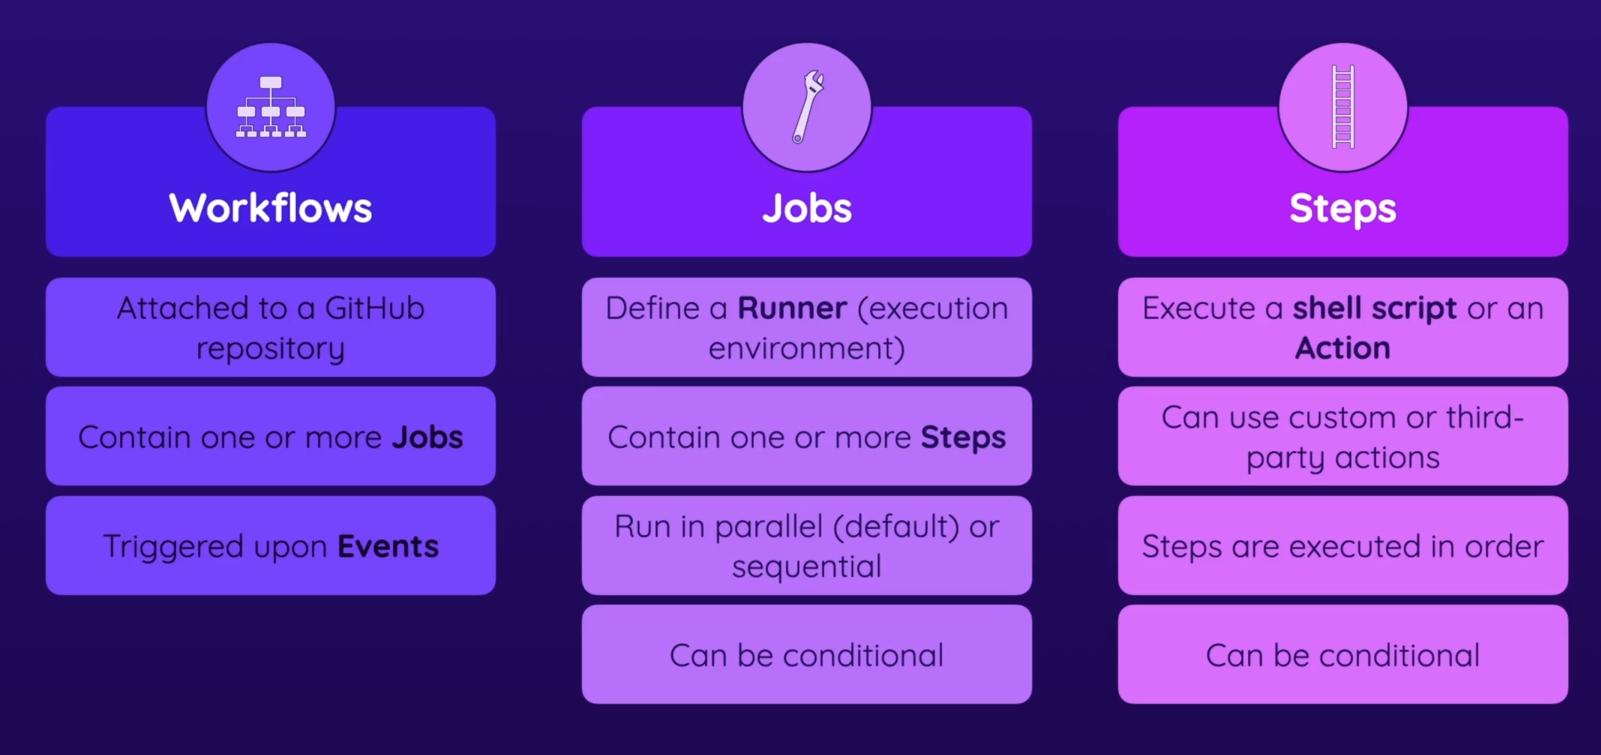 Workflows
Attached to a GitHub
repository
Contain one or more Jobs
Triggered upon Events
Jobs
Define a Runner (execution
environment)
Contain one or more Steps
Run in parallel (default) or
sequential
Can be conditional
Steps
Execute a shell script or an
Action
Can use custom or third-
party actions
Steps are executed in order
Can be conditional